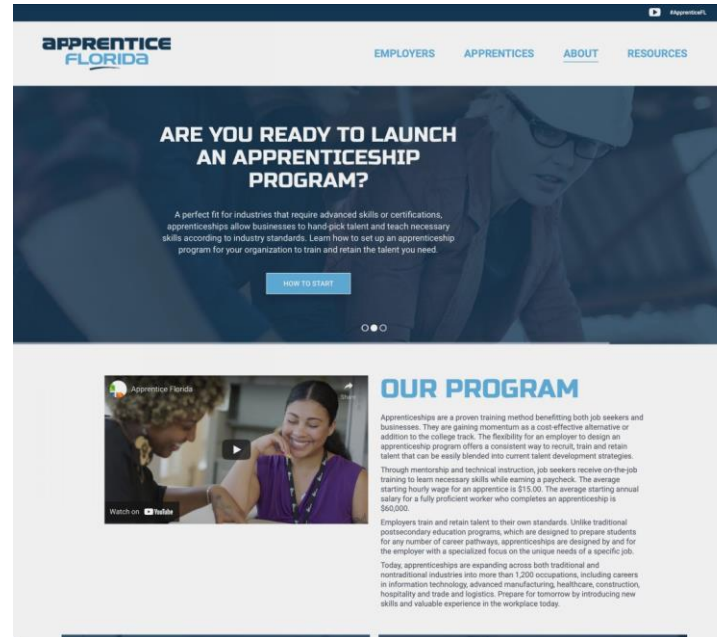 #ApprenticeFL
APPRENTICE
FLORIDA
EMPLOYERS
APPRENTICES
ABOUT
RESOURCES
ARE YOU READY TO LAUNCH
AN APPRENTICESHIP
PROGRAM?
A perfect fit for industries that require advanced skills or certifications,
apprenticeships allow businesses to hand-pick talent and teach necessary
skills according to industry standards. Learn how to set up an apprenticeship
program for your organization to train and retain the talent you need.
HOW TO START
Apprentice Florida
Share
Watch on YouTube
OUR PROGRAM
Apprenticeships are a proven training method benefitting both job seekers and
businesses. They are gaining momentum as a cost-effective alternative or
addition to the college track. The flexibility for an employer to design an
apprenticeship program offers a consistent way to recruit, train and retain
talent that can be easily blended into current talent development strategies.
Through mentorship and technical instruction, job seekers receive on-the-job
training to learn necessary skills while earning a paycheck. The average
starting hourly wage for an apprentice is $15.00. The average starting annual
salary for a fully proficient worker who completes an apprenticeship is
$60,000.
Employers train and retain talent to their own standards. Unlike traditional
postsecondary education programs, which are designed to prepare students
for any number of career pathways, apprenticeships are designed by and for
the employer with a specialized focus on the unique needs of a specific job.
Today, apprenticeships are expanding across both traditional and
nontraditional industries into more than 1,200 occupations, including careers
in information technology, advanced manufacturing, healthcare, construction,
hospitality and trade and logistics. Prepare for tomorrow by introducing new
skills and valuable experience in the workplace today.